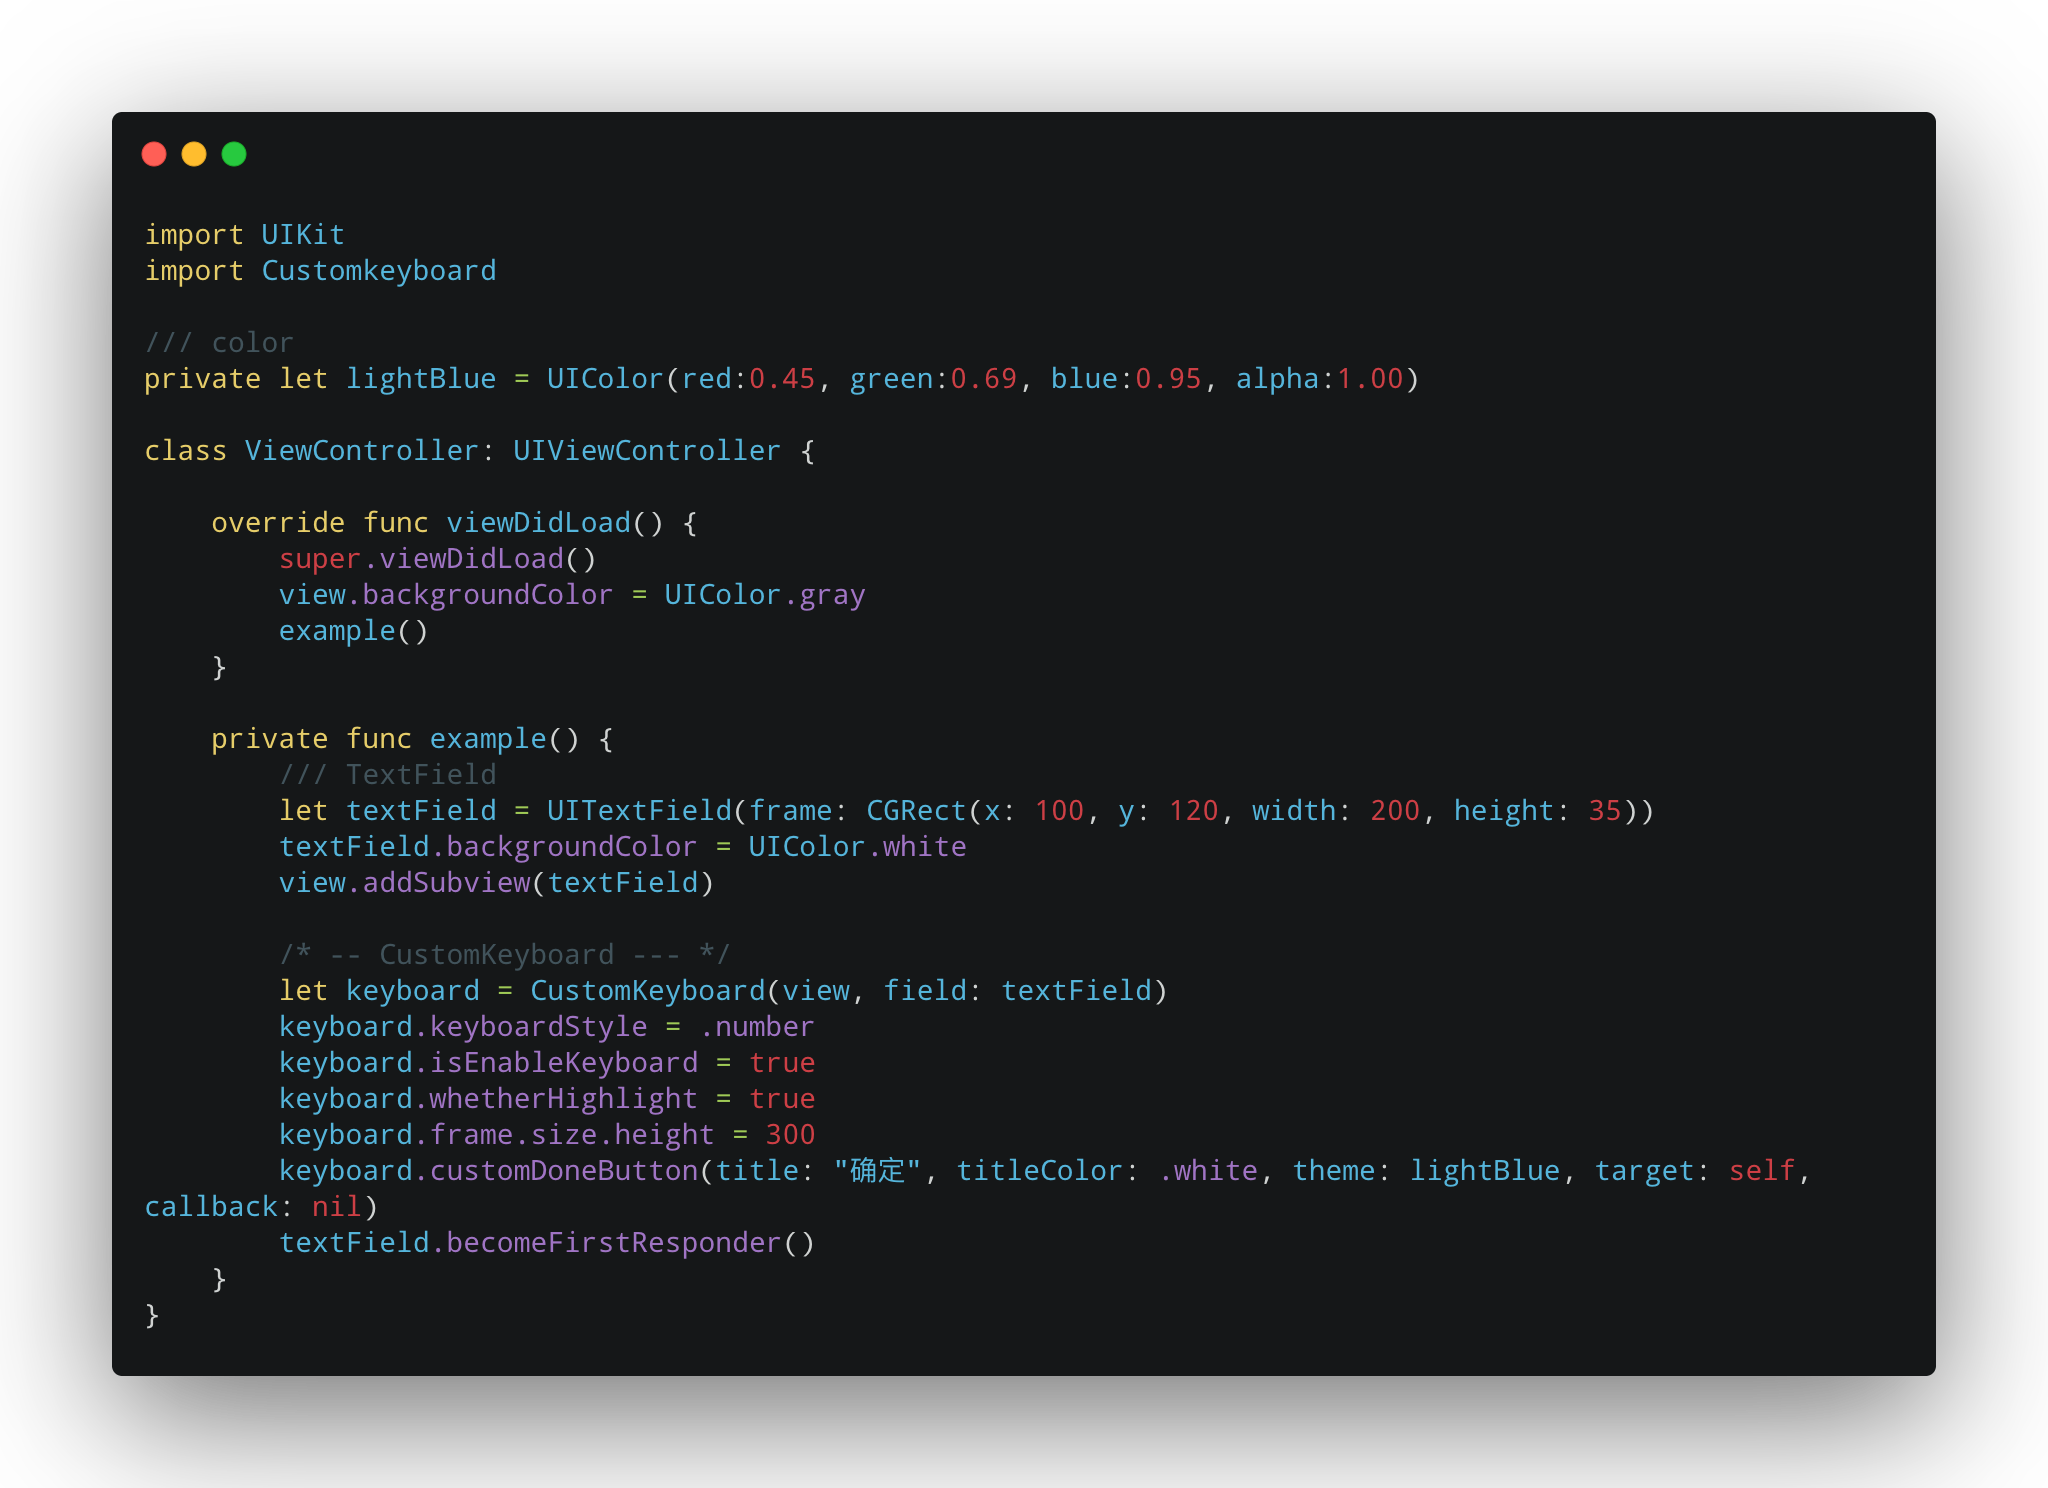 import UIKit
import Customkeyboard

/// color
private let lightBlue = UIColor(red:0.45, green:0.69, blue:0.95, alpha:1.00)

class ViewController: UIViewController {

    override func viewDidLoad() {
        super.viewDidLoad()
        view.backgroundColor = UIColor.gray
        example()
    }

    private func example() {
        /// TextField
        let textField = UITextField(frame: CGRect(x: 100, y: 120, width: 200, height: 35))
        textField.backgroundColor = UIColor.white
        view.addSubview(textField)

        /* -- CustomKeyboard --- */
        let keyboard = CustomKeyboard(view, field: textField)
        keyboard.keyboardStyle = .number
        keyboard.isEnableKeyboard = true
        keyboard.whetherHighlight = true
        keyboard.frame.size.height = 300
        keyboard.customDoneButton(title: "确定", titleColor: .white, theme: lightBlue, target: self,
callback: nil)
        textField.becomeFirstResponder()
    }
}